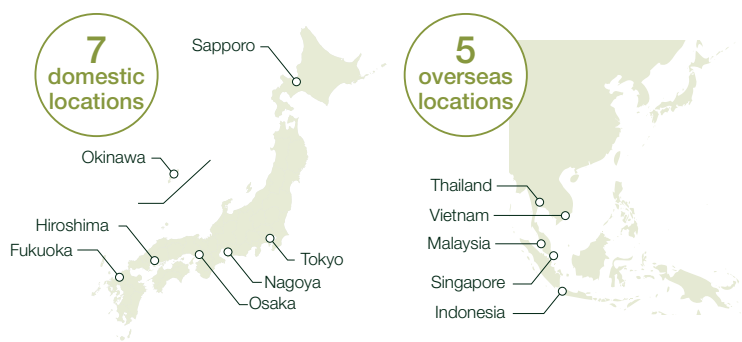 7
domestic
locations
Sapporo
Okinawa
Hiroshima
Fukuoka
Tokyo
Nagoya
Osaka
5
overseas
locations
Thailand
Vietnam
Malaysia
Singapore
Indonesia